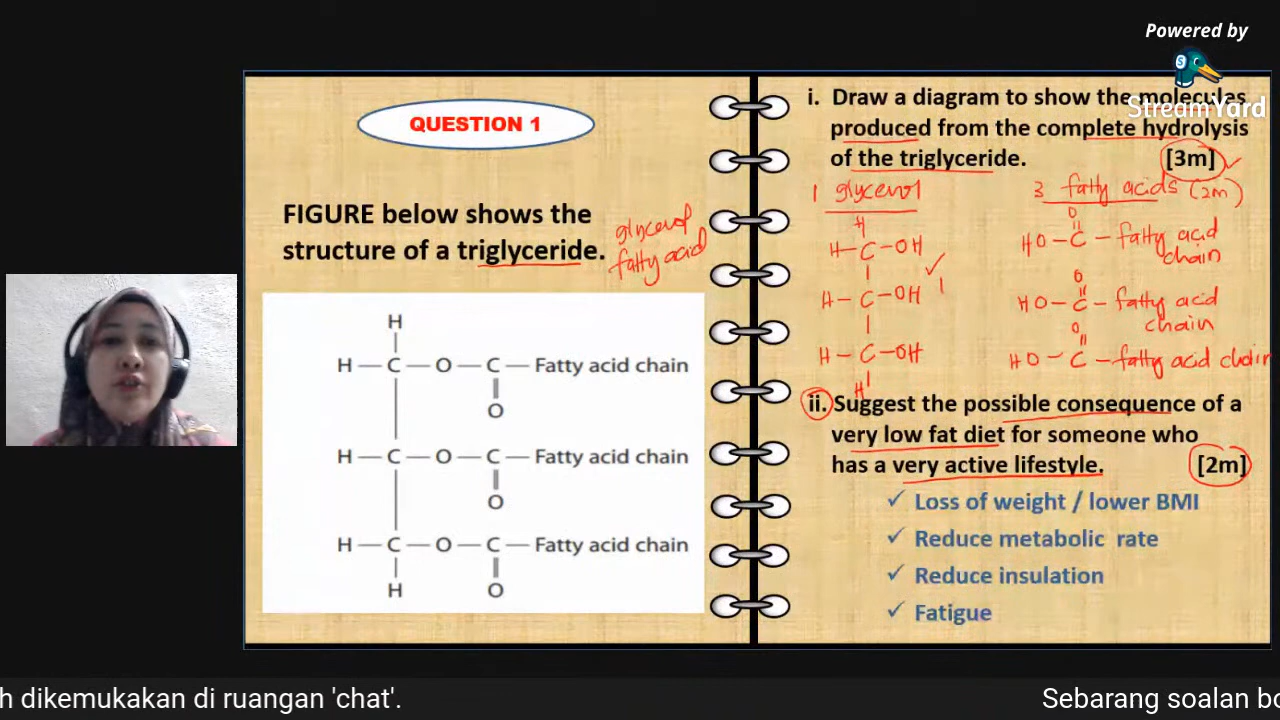 Powered by
StreamYard
QUESTION 1
FIGURE below shows the
structure of a triglyceride.
glycerol
fatty acid
H
H — C — O — C — Fatty acid chain
O
H — C — O — C — Fatty acid chain
O
H — C — O — C — Fatty acid chain
H O
i. Draw a diagram to show the molecules
produced from the complete hydrolysis
of the triglyceride. [3m]
1 glycerol
3 fatty acids (2m)
H
H – C – OH
H – C – OH
1
H – C – OH
H
O
HO – C – fatty acid
chain
O
HO – C – fatty acid
chain
O
HO – C – fatty acid chain
ii. Suggest the possible consequence of a
very low fat diet for someone who
has a very active lifestyle. [2m]
✓ Loss of weight / lower BMI
✓ Reduce metabolic rate
✓ Reduce insulation
✓ Fatigue
h dikemukakan di ruangan 'chat'.
Sebarang soalan bo